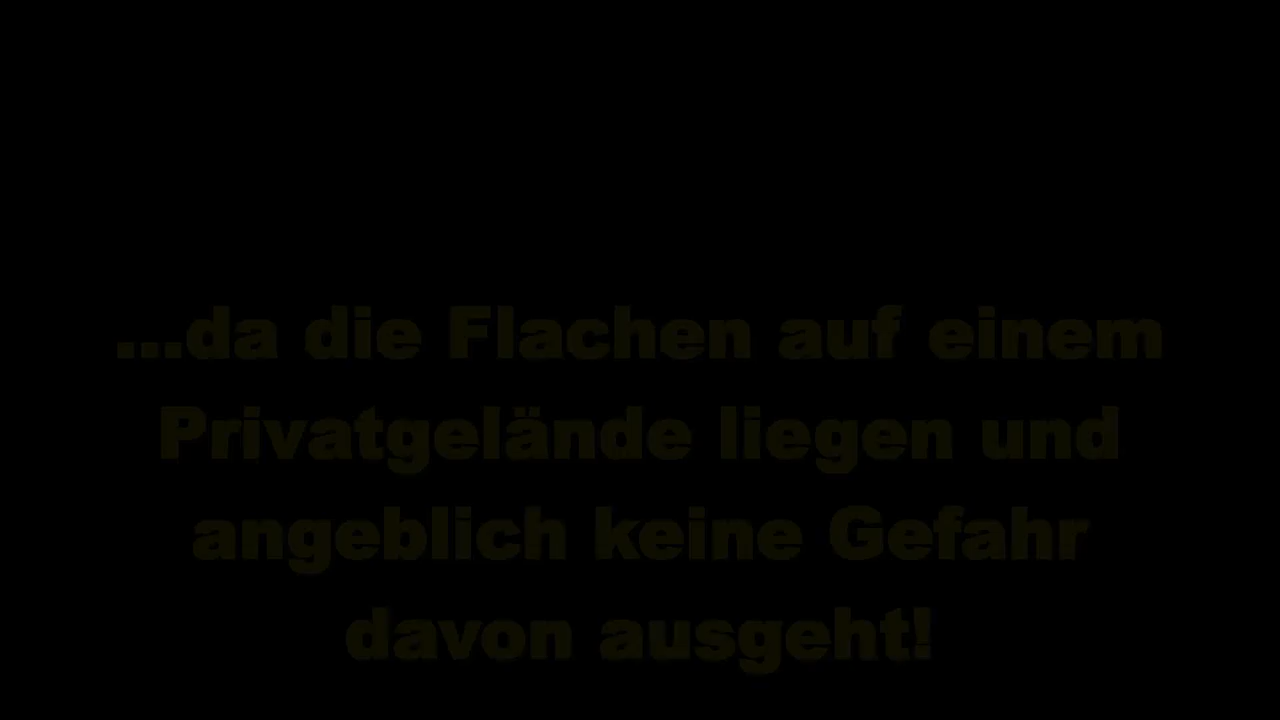 ...da die Flachen auf einem
Privatgelände liegen und
angeblich keine Gefahr
davon ausgeht!